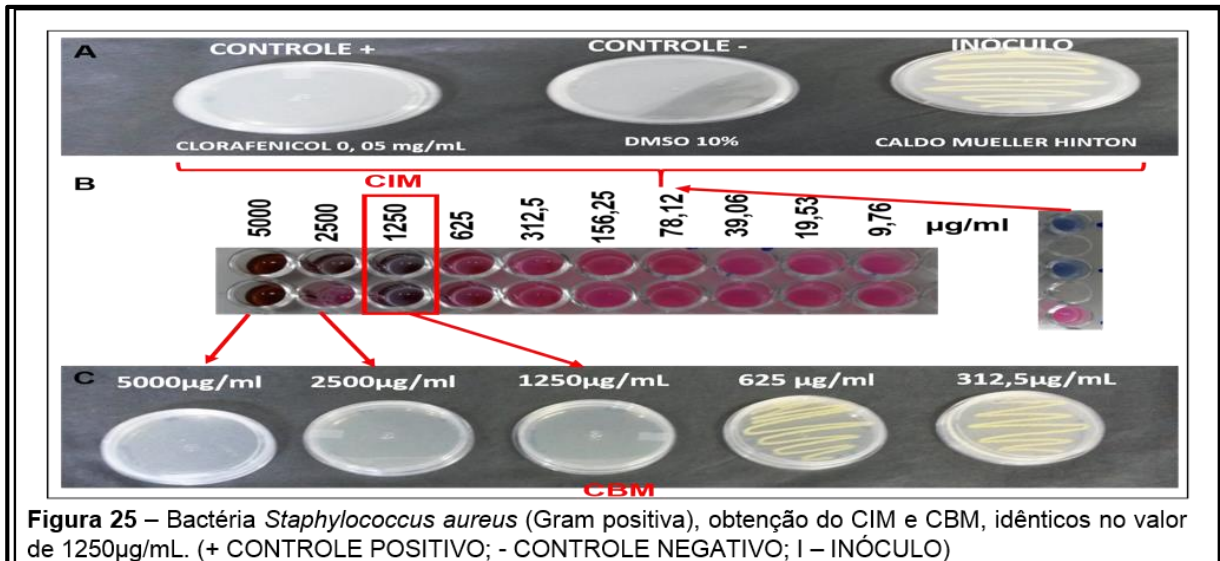 A
CONTROLE +
CONTROLE -
INÓCULO
CLORAFENICOL 0, 05 mg/mL
DMSO 10%
CALDO MUELLER HINTON
B
CIM
5000
2500
1250
625
312,5
156,25
78,12
39,06
19,53
9,76
µg/ml
C
5000µg/ml
2500µg/ml
1250µg/mL
625 µg/ml
312,5µg/mL
CBM
Figura 25 – Bactéria Staphylococcus aureus (Gram positiva), obtenção do CIM e CBM, idênticos no valor
de 1250µg/mL. (+ CONTROLE POSITIVO; - CONTROLE NEGATIVO; I – INÓCULO)